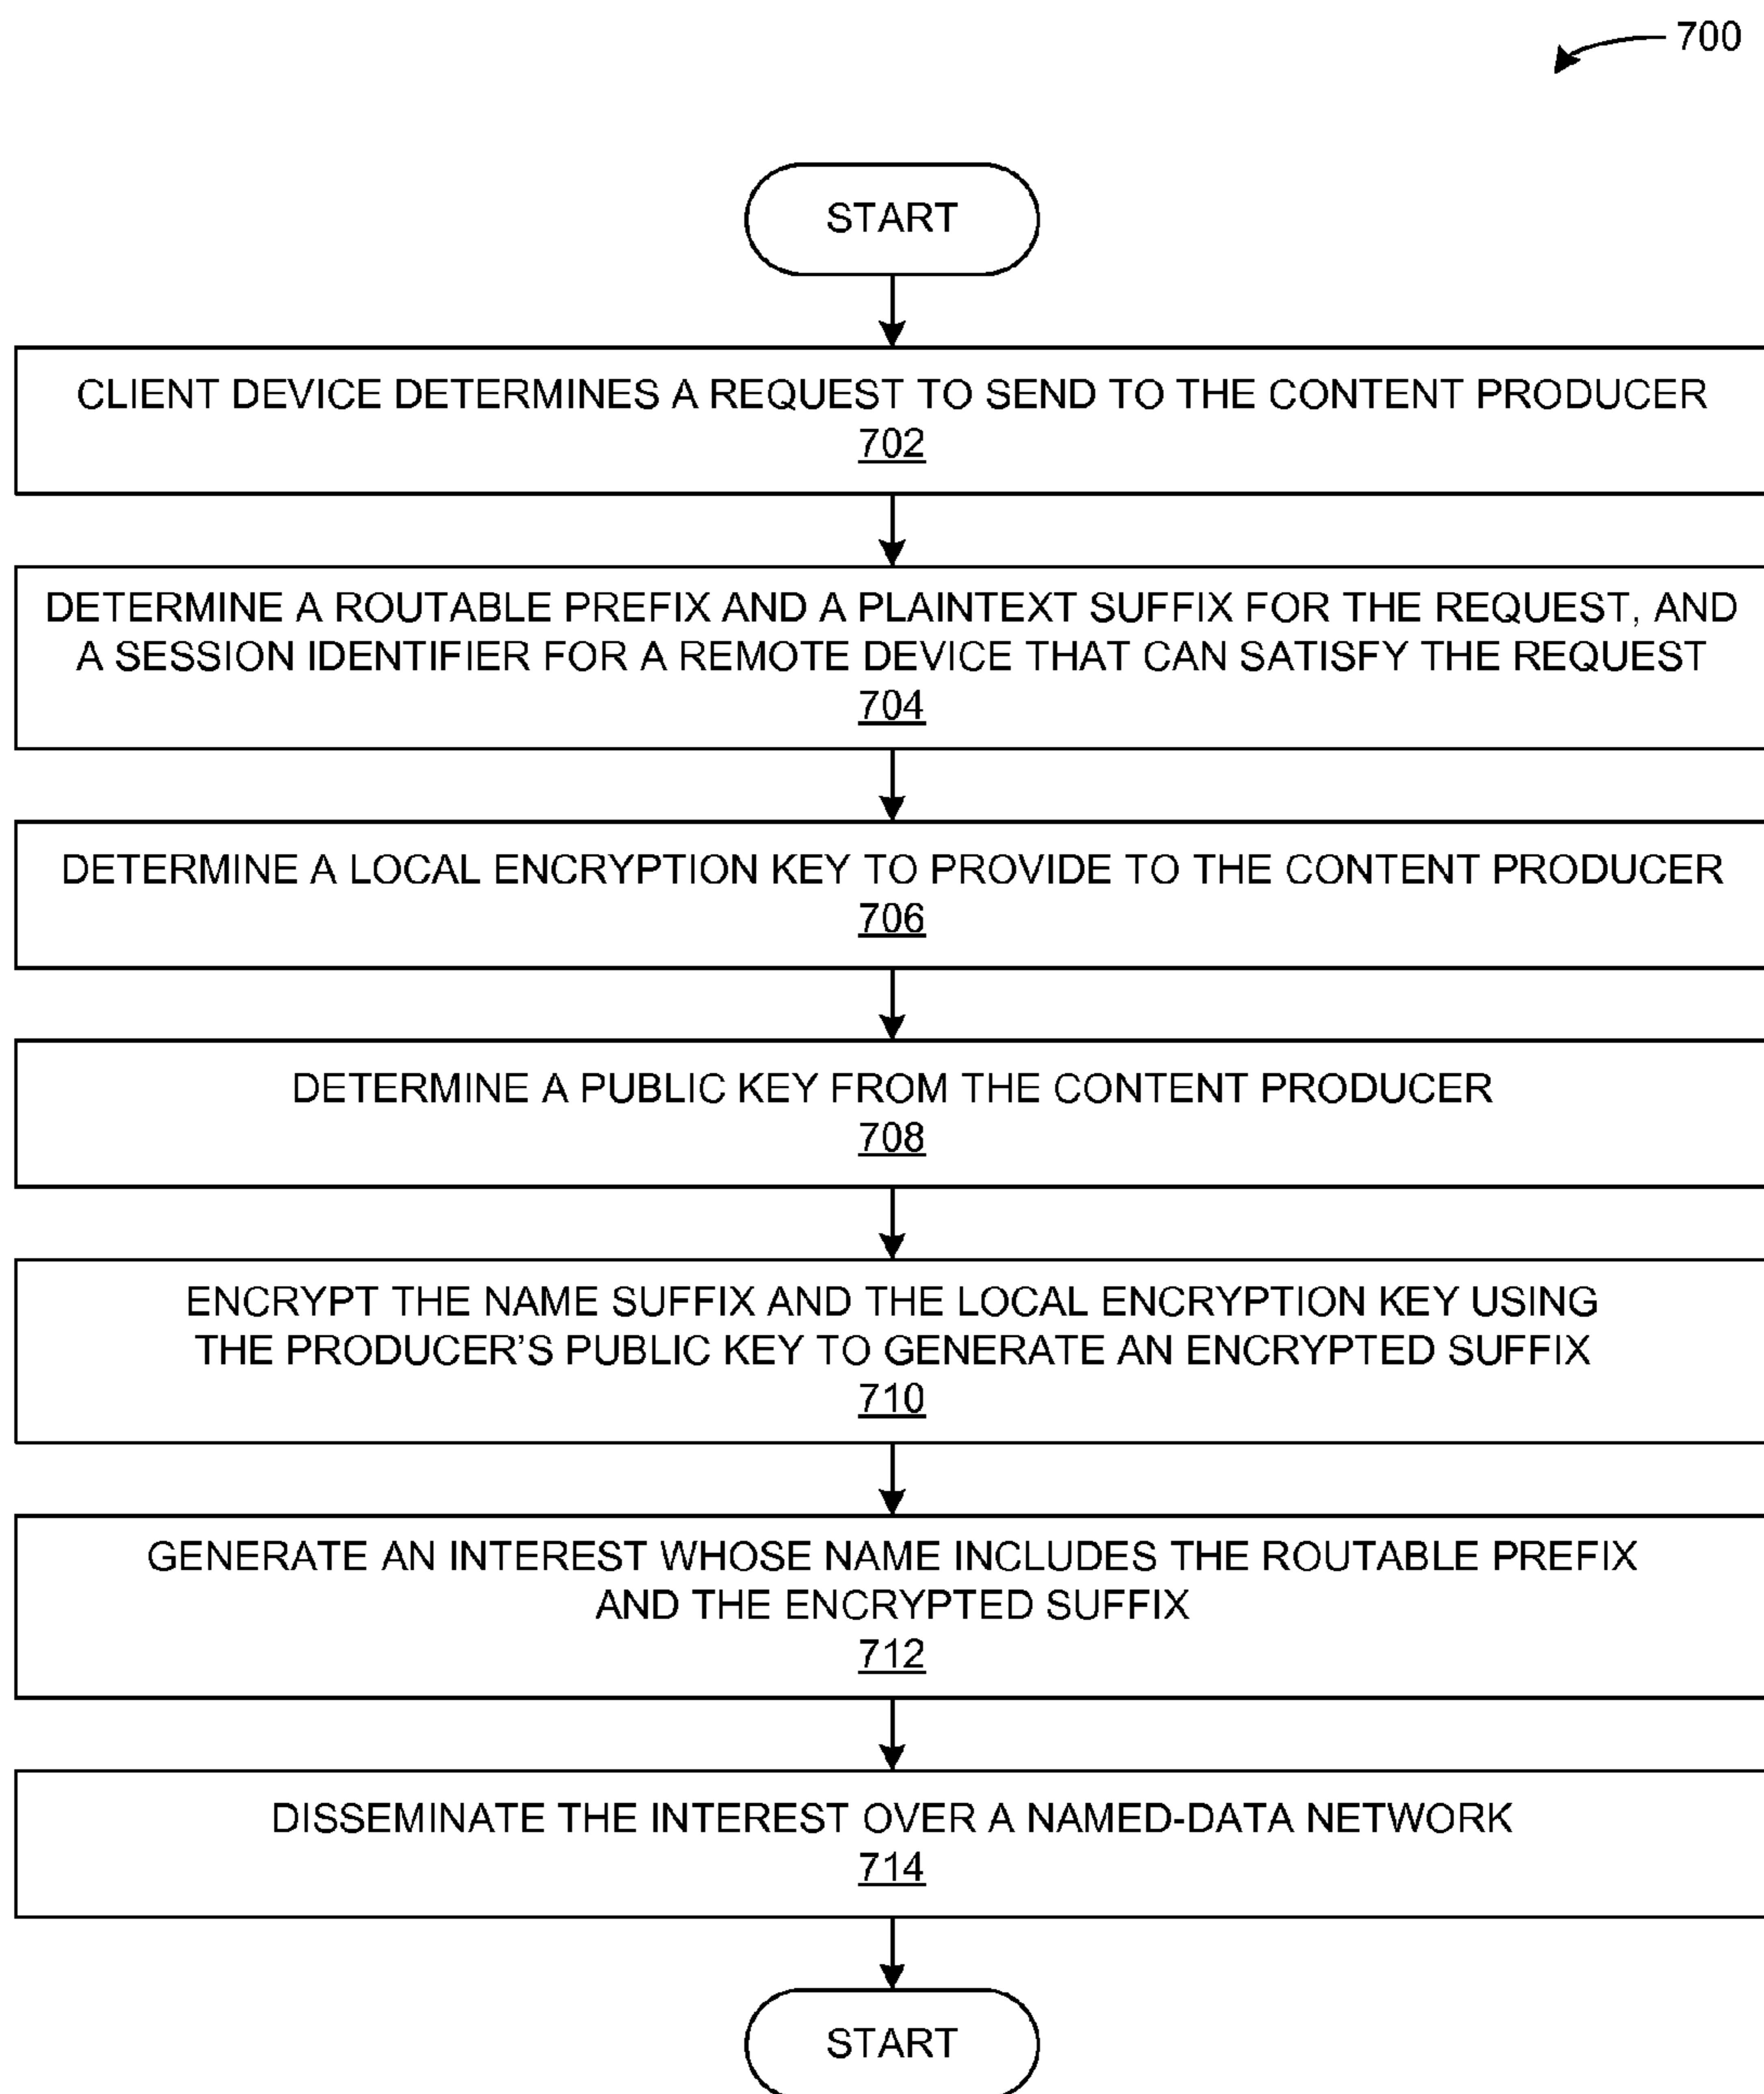 700
START
CLIENT DEVICE DETERMINES A REQUEST TO SEND TO THE CONTENT PRODUCER
702
DETERMINE A ROUTABLE PREFIX AND A PLAINTEXT SUFFIX FOR THE REQUEST, AND
A SESSION IDENTIFIER FOR A REMOTE DEVICE THAT CAN SATISFY THE REQUEST
704
DETERMINE A LOCAL ENCRYPTION KEY TO PROVIDE TO THE CONTENT PRODUCER
706
DETERMINE A PUBLIC KEY FROM THE CONTENT PRODUCER
708
ENCRYPT THE NAME SUFFIX AND THE LOCAL ENCRYPTION KEY USING
THE PRODUCER’S PUBLIC KEY TO GENERATE AN ENCRYPTED SUFFIX
710
GENERATE AN INTEREST WHOSE NAME INCLUDES THE ROUTABLE PREFIX
AND THE ENCRYPTED SUFFIX
712
DISSEMINATE THE INTEREST OVER A NAMED-DATA NETWORK
714
START